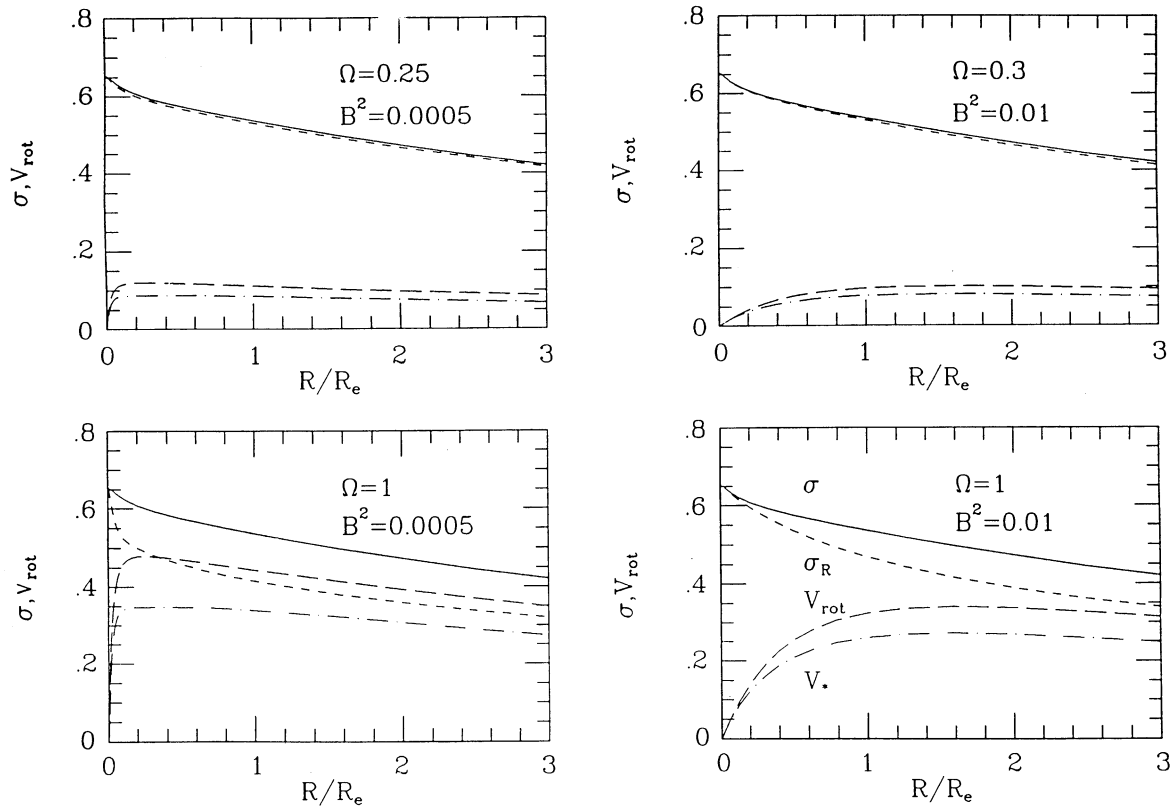 .8
.6
.4
.2
0
σ, V_rot
Ω=0.25
B²=0.0005
0 1 2 3
R/R_e
.8
.6
.4
.2
0
σ, V_rot
Ω=0.3
B²=0.01
0 1 2 3
R/R_e
.8
.6
.4
.2
0
σ, V_rot
Ω=1
B²=0.0005
0 1 2 3
R/R_e
.8
.6
.4
.2
0
σ, V_rot
σ Ω=1
B²=0.01
σ_R
V_rot
V_*
0 1 2 3
R/R_e